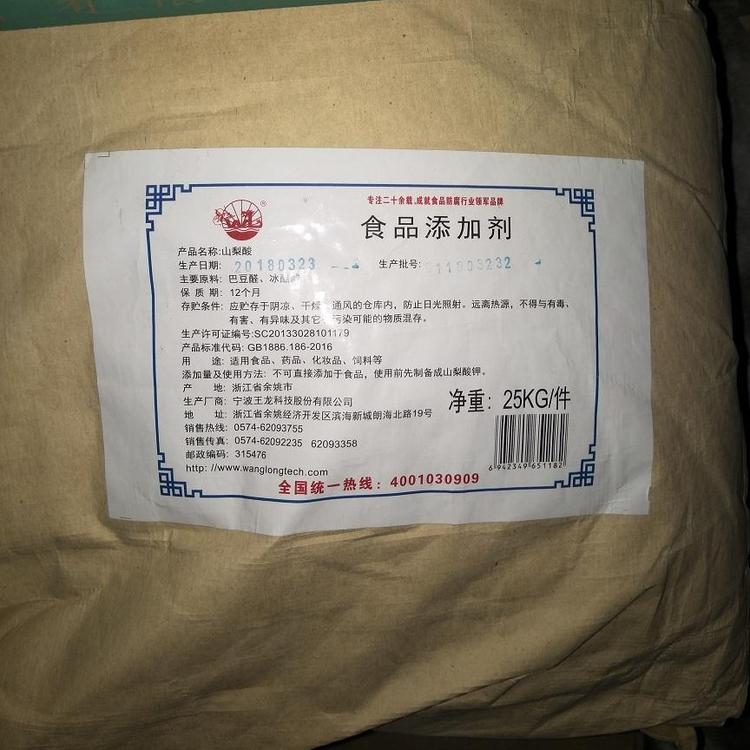 专注二十余载,成就食品防腐行业领军品牌
食品添加剂
产品名称:山梨酸
生产日期: 20180323 生产批号:
主要原料: 巴豆醛、冰醋
保质期: 12个月
存贮条件: 应贮存于阴凉、干燥、通风的仓库内, 防止日光照射。远离热源, 不得与有毒、
有害、有异味及其它 污染可能的物质混存。
生产许可证编号:SC20133028101179
产品标准代码: GB1886.186-2016
用 途: 适用食品、药品、化妆品、饲料等
添加量及使用方法: 不可直接添加于食品, 使用前先制备成山梨酸钾。
产 地: 浙江省余姚市
生产厂商: 宁波王龙科技股份有限公司
地 址: 浙江省余姚经济开发区滨海新城朗海北路19号
净重: 25KG/件
销售热线: 0574-62093755
销售传真: 0574-62092235 62093358
邮政编码: 315476
http: //www.wanglongtech.com
6 942349 651182
全国统一热线: 4001030909